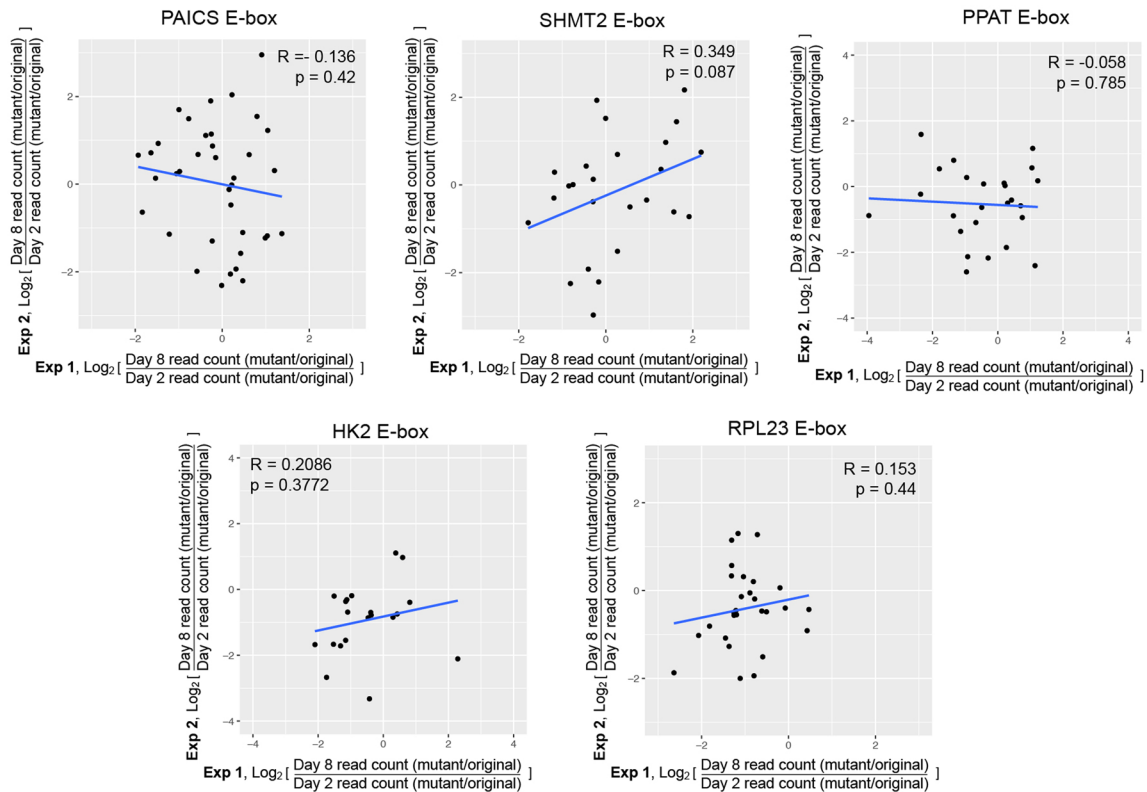 PAICS E-box
R =- 0.136
p = 0.42
Exp 2, Log2 [ Day 8 read count (mutant/original) ]
Day 2 read count (mutant/original)
2
0
−2
−2
0
2
Exp 1, Log2 [ Day 8 read count (mutant/original) ]
Day 2 read count (mutant/original)
SHMT2 E-box
R = 0.349
p = 0.087
Exp 2, Log2 [ Day 8 read count (mutant/original) ]
Day 2 read count (mutant/original)
2
0
−2
−2
0
2
Exp 1, Log2 [ Day 8 read count (mutant/original) ]
Day 2 read count (mutant/original)
PPAT E-box
R = -0.058
p = 0.785
Exp 2, Log2 [ Day 8 read count (mutant/original) ]
Day 2 read count (mutant/original)
4
2
0
−2
−4
−4
−2
0
2
4
Exp 1, Log2 [ Day 8 read count (mutant/original) ]
Day 2 read count (mutant/original)
HK2 E-box
R = 0.2086
p = 0.3772
Exp 2, Log2 [ Day 8 read count (mutant/original) ]
Day 2 read count (mutant/original)
4
2
0
−2
−4
−4
−2
0
2
4
Exp 1, Log2 [ Day 8 read count (mutant/original) ]
Day 2 read count (mutant/original)
RPL23 E-box
R = 0.153
p = 0.44
Exp 2, Log2 [ Day 8 read count (mutant/original) ]
Day 2 read count (mutant/original)
2
0
−2
−2
0
2
Exp 1, Log2 [ Day 8 read count (mutant/original) ]
Day 2 read count (mutant/original)